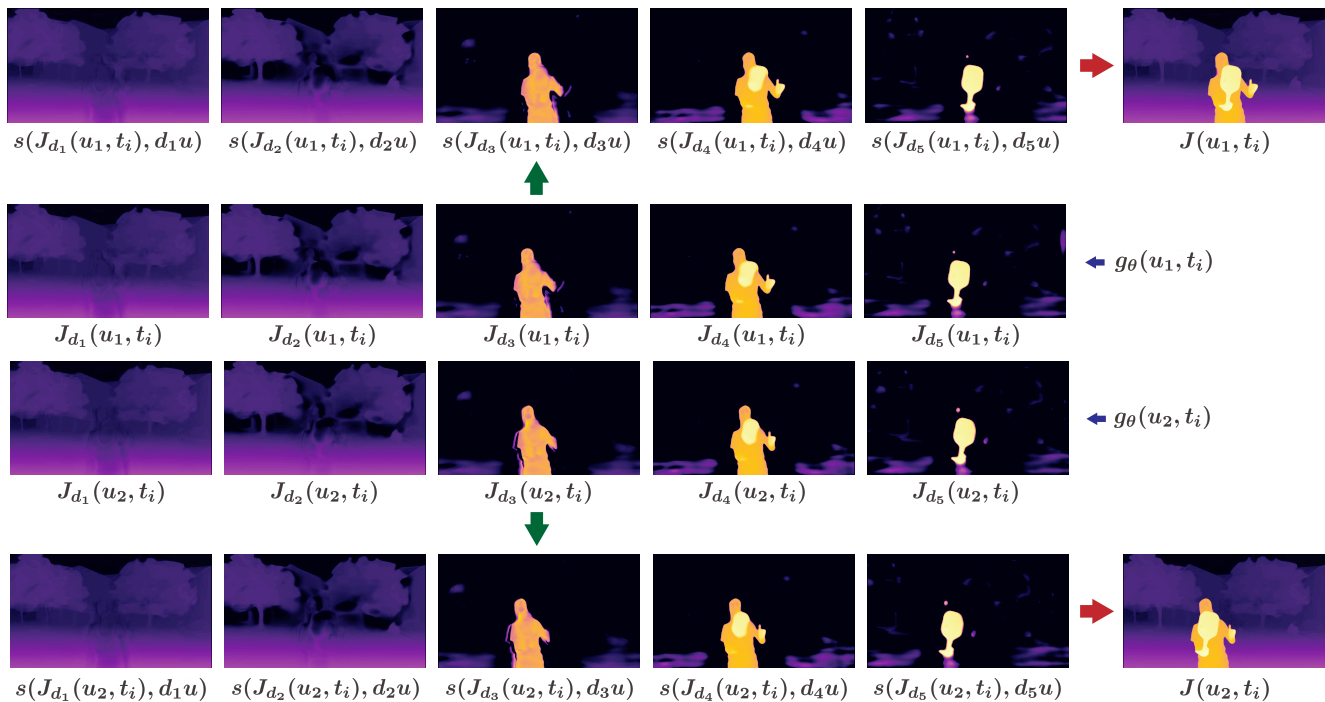 s(J_{d_1}(u_1, t_i), d_1u) s(J_{d_2}(u_1, t_i), d_2u) s(J_{d_3}(u_1, t_i), d_3u) s(J_{d_4}(u_1, t_i), d_4u) s(J_{d_5}(u_1, t_i), d_5u) J(u_1, t_i)
g_θ(u_1, t_i)
J_{d_1}(u_1, t_i) J_{d_2}(u_1, t_i) J_{d_3}(u_1, t_i) J_{d_4}(u_1, t_i) J_{d_5}(u_1, t_i)
g_θ(u_2, t_i)
J_{d_1}(u_2, t_i) J_{d_2}(u_2, t_i) J_{d_3}(u_2, t_i) J_{d_4}(u_2, t_i) J_{d_5}(u_2, t_i)
s(J_{d_1}(u_2, t_i), d_1u) s(J_{d_2}(u_2, t_i), d_2u) s(J_{d_3}(u_2, t_i), d_3u) s(J_{d_4}(u_2, t_i), d_4u) s(J_{d_5}(u_2, t_i), d_5u) J(u_2, t_i)